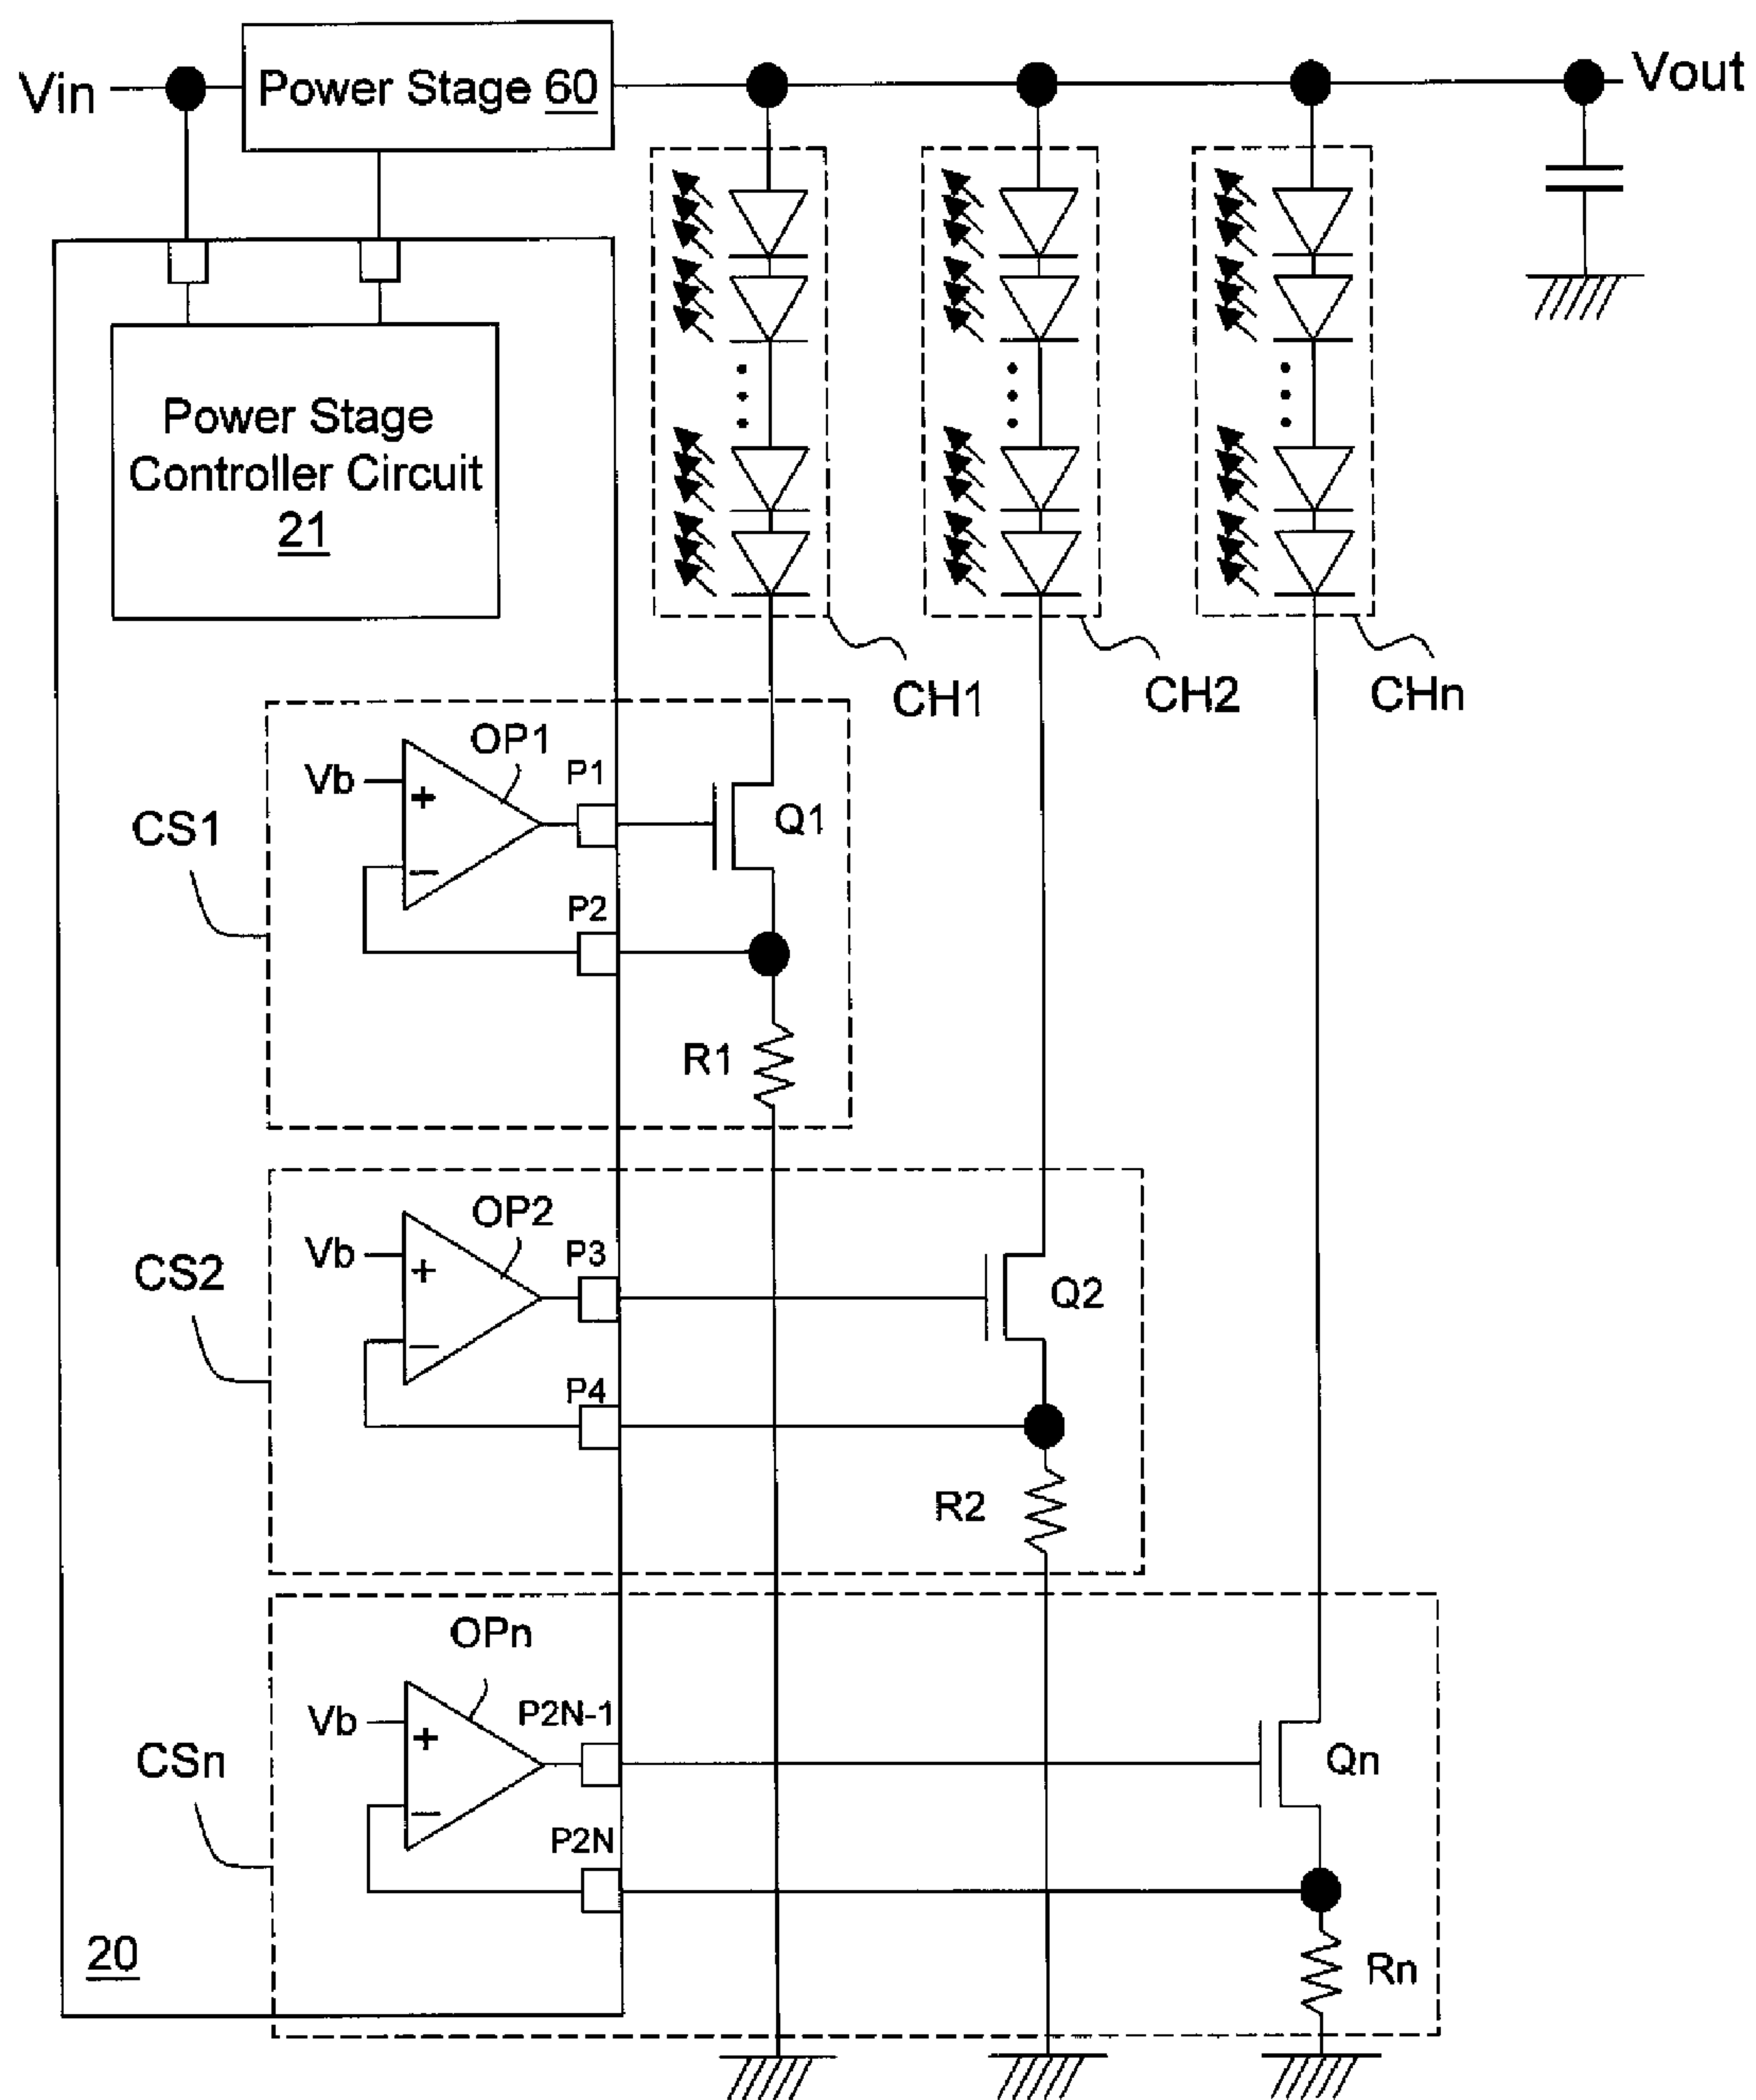 Vin
Power Stage 60
Vout
Power Stage
Controller Circuit
21
CH1
CH2
CHn
OP1
P1
Vb
+
Q1
CS1
−
P2
R1
OP2
P3
Vb
+
Q2
CS2
−
P4
R2
OPn
P2N-1
Vb
+
Qn
CSn
−
P2N
20
Rn